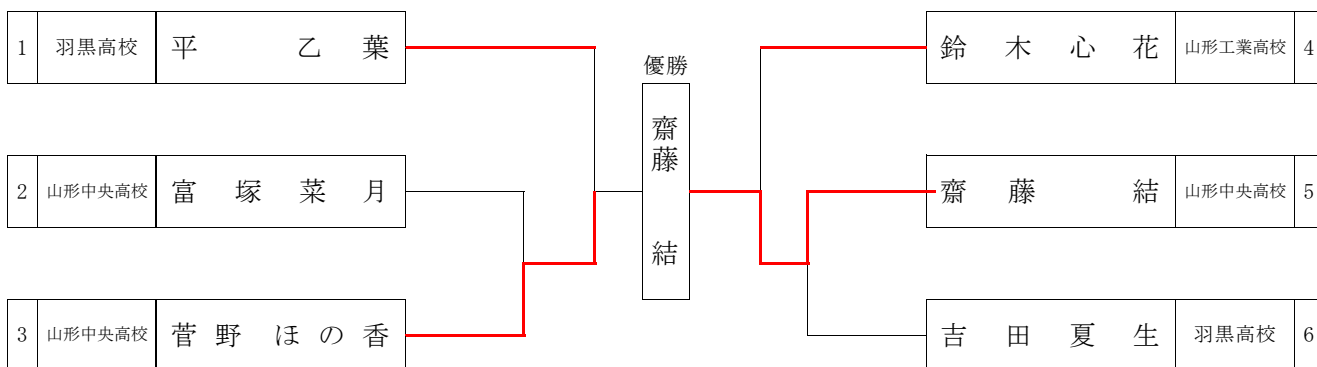 1 羽黒高校 平 乙 葉
2 山形中央高校 富 塚 菜 月
3 山形中央高校 菅 野 ほ の 香
優勝
齋藤 結
鈴 木 心 花 山形工業高校 4
齋 藤 結 山形中央高校 5
吉 田 夏 生 羽黒高校 6